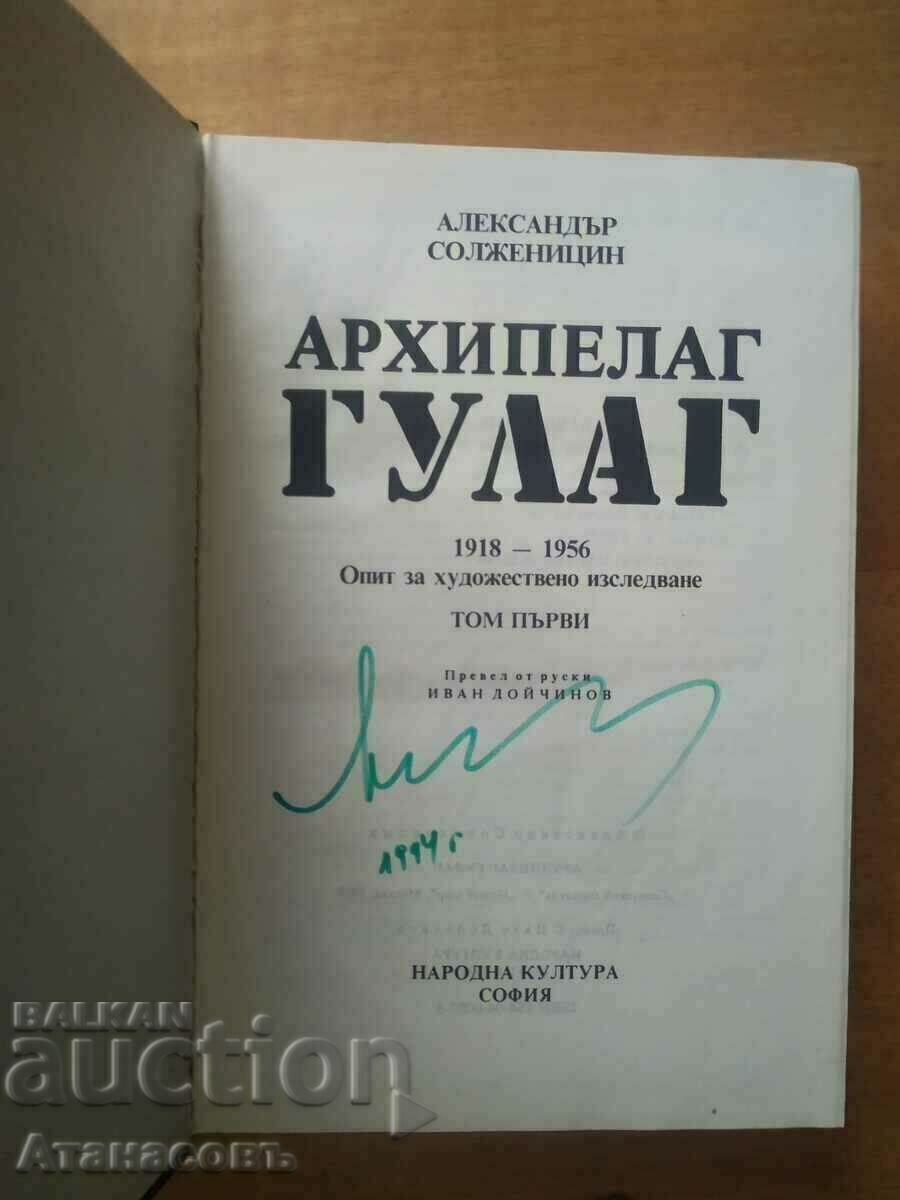 АЛЕКСАНДЪР
СОЛЖЕНИЦИН
АРХИПЕЛАГ
ГУЛАГ
1918 — 1956
Опит за художествено изследване
ТОМ ПЪРВИ
Превел от руски
ИВАН ДОЙЧИНОВ
1994 г
НАРОДНА КУЛТУРА
СОФИЯ
BALKAN
auction
Атанасовъ